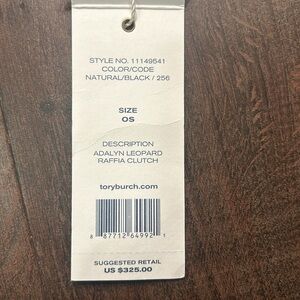 STYLE NO. 11149541
COLOR/CODE
NATURAL/BLACK / 256
SIZE
OS
DESCRIPTION
ADALYN LEOPARD
RAFFIA CLUTCH
toryburch.com
8 87712 64992 1
SUGGESTED RETAIL
US $325.00